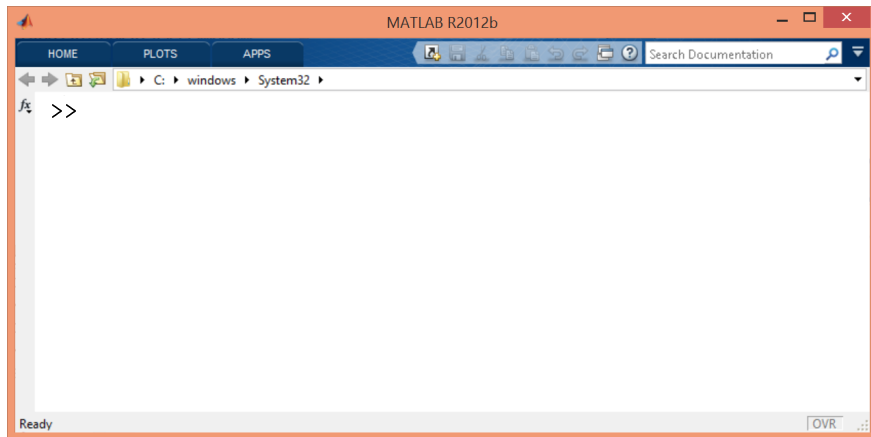 MATLAB R2012b
HOME PLOTS APPS Search Documentation
C: windows System32
fx >>
Ready OVR